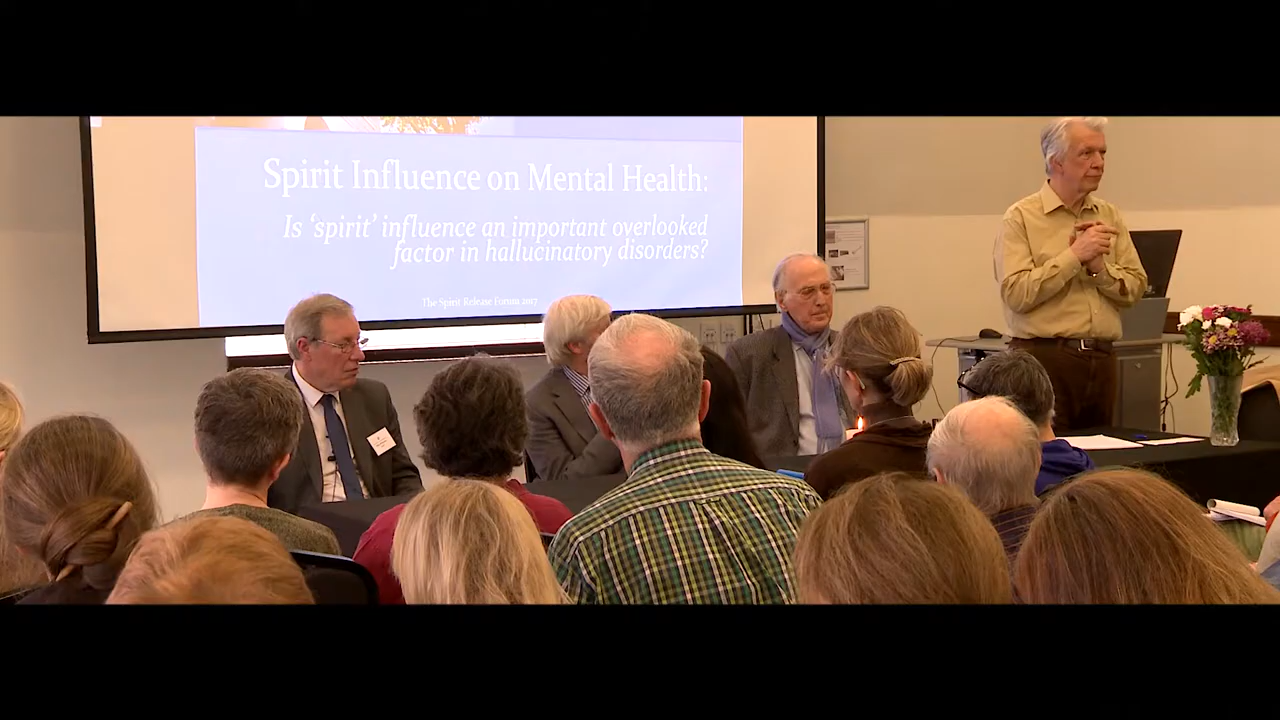 Spirit Influence on Mental Health:
Is ‘spirit’ influence an important overlooked
factor in hallucinatory disorders?
The Spirit Release Forum 2017